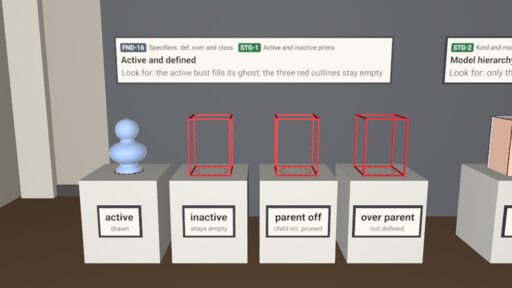 FND-16 Specifiers: def, over and class STG-1 Active and inactive prims
Active and defined
Look for: the active bust fills its ghost; the three red outlines stay empty
STG-2 Kind and mo
Model hierarchy
Look for: only th
active
drawn
inactive
stays empty
parent off
child on: pruned
over parent
not defined